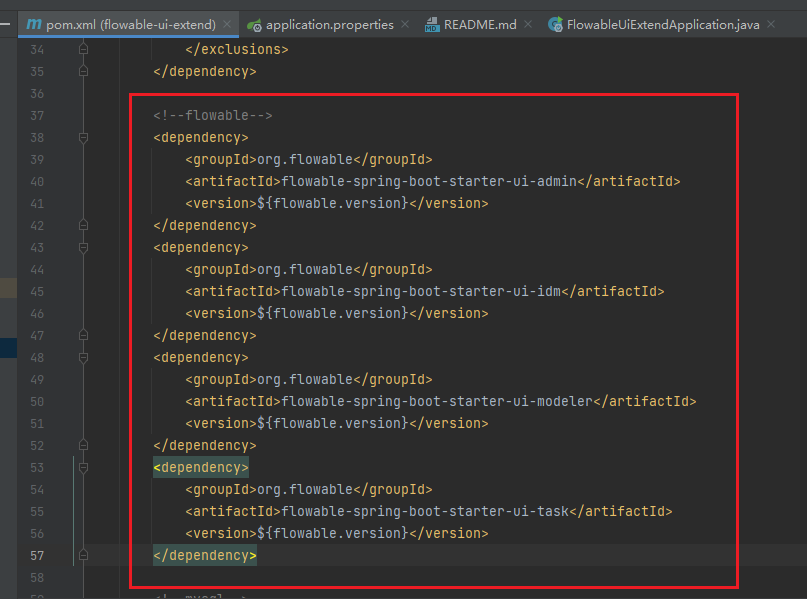 pom.xml (flowable-ui-extend) application.properties README.md FlowableUiExtendApplication.java
34 </exclusions>
35 </dependency>
36
37 <!--flowable-->
38 <dependency>
39 <groupId>org.flowable</groupId>
40 <artifactId>flowable-spring-boot-starter-ui-admin</artifactId>
41 <version>${flowable.version}</version>
42 </dependency>
43 <dependency>
44 <groupId>org.flowable</groupId>
45 <artifactId>flowable-spring-boot-starter-ui-idm</artifactId>
46 <version>${flowable.version}</version>
47 </dependency>
48 <dependency>
49 <groupId>org.flowable</groupId>
50 <artifactId>flowable-spring-boot-starter-ui-modeler</artifactId>
51 <version>${flowable.version}</version>
52 </dependency>
53 <dependency>
54 <groupId>org.flowable</groupId>
55 <artifactId>flowable-spring-boot-starter-ui-task</artifactId>
56 <version>${flowable.version}</version>
57 </dependency>
58